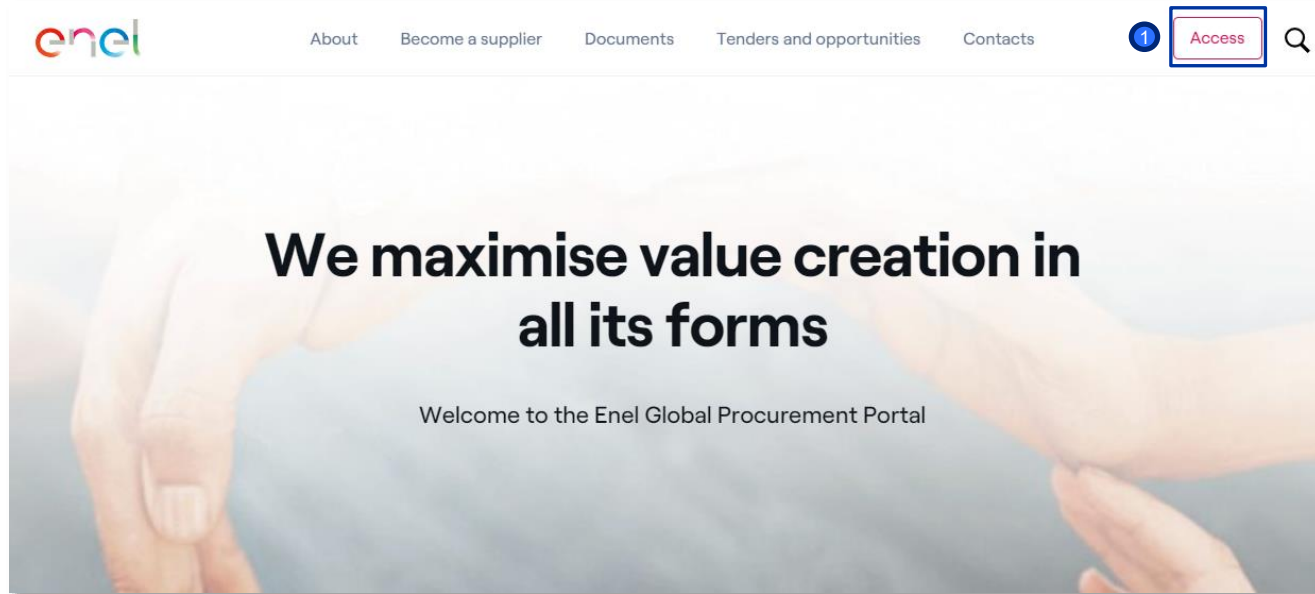 enel
About Become a supplier Documents Tenders and opportunities Contacts 1 Access
We maximise value creation in
all its forms
Welcome to the Enel Global Procurement Portal